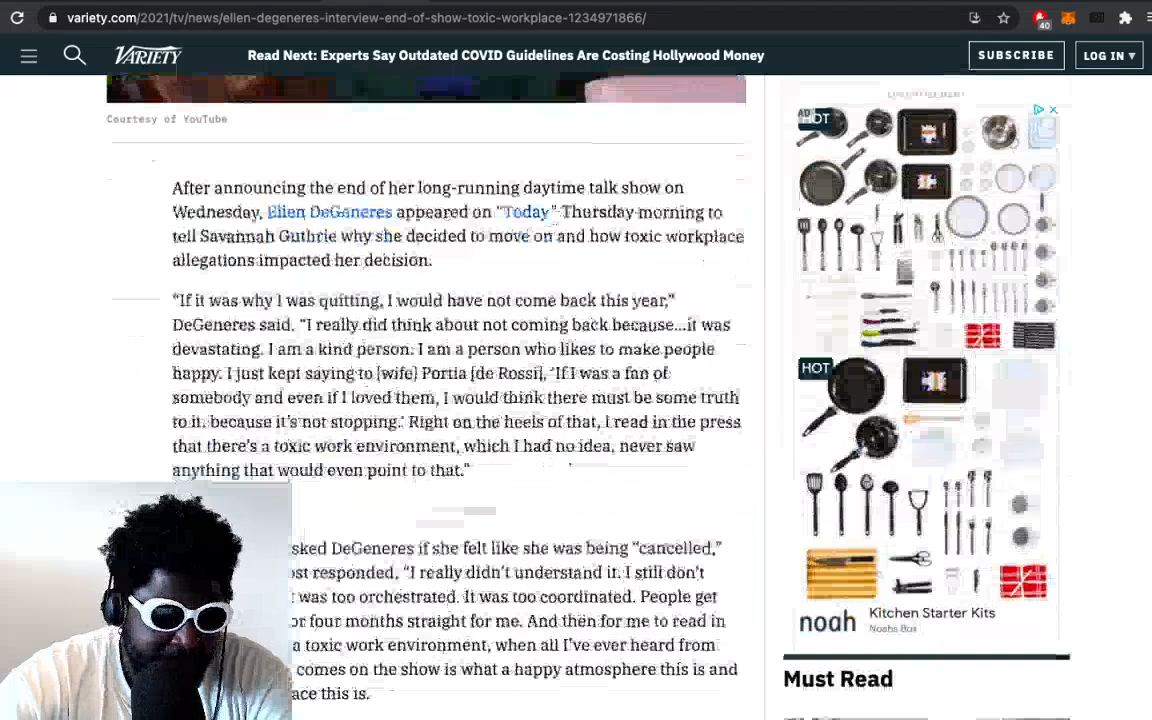 variety.com/2021/tv/news/ellen-degeneres-interview-end-of-show-toxic-workplace-1234971866/
40
VARIETY
Read Next: Experts Say Outdated COVID Guidelines Are Costing Hollywood Money
SUBSCRIBE
LOG IN
Courtesy of YouTube
After announcing the end of her long-running daytime talk show on
Wednesday, Ellen DeGeneres appeared on "Today" Thursday morning to
tell Savannah Guthrie why she decided to move on and how toxic workplace
allegations impacted her decision.
"If it was why I was quitting, I would have not come back this year,"
DeGeneres said. "I really did think about not coming back because...it was
devastating. I am a kind person. I am a person who likes to make people
happy. I just kept saying to [wife] Portia [de Rossi], 'If I was a fan of
somebody and even if I loved them, I would think there must be some truth
to it, because it's not stopping.' Right on the heels of that, I read in the press
that there's a toxic work environment, which I had no idea, never saw
anything that would even point to that."
sked DeGeneres if she felt like she was being "cancelled,"
st responded, "I really didn't understand it. I still don't
was too orchestrated. It was too coordinated. People get
or four months straight for me. And then for me to read in
a toxic work environment, when all I've ever heard from
comes on the show is what a happy atmosphere this is and
ace this is.
AD
HOT
HOT
noah
Kitchen Starter Kits
Noahs Box
Must Read